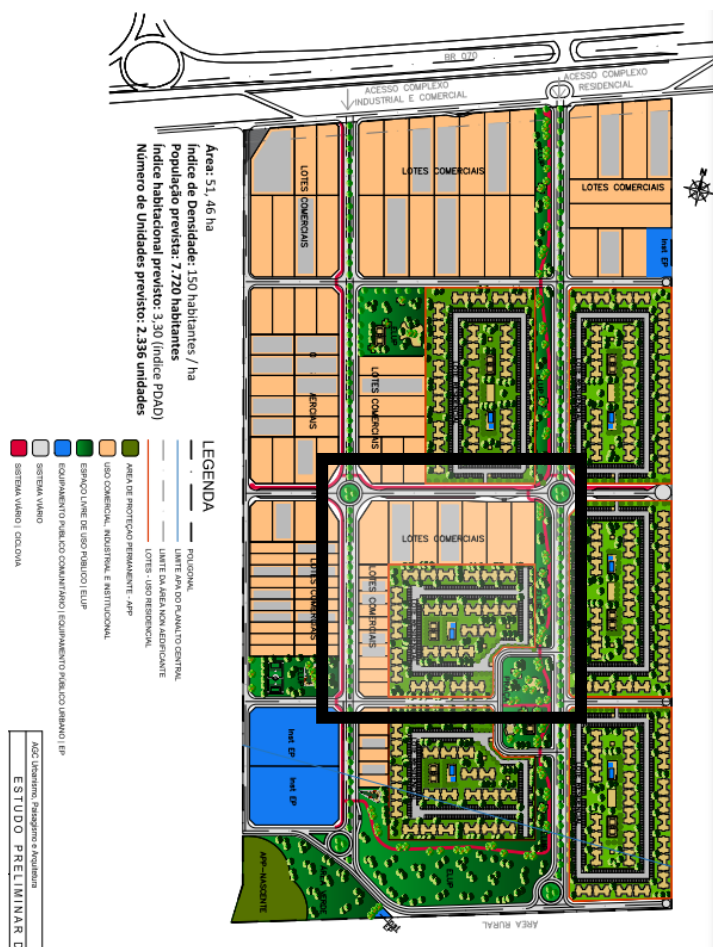 BR 070
ACESSO COMPLEXO
INDUSTRIAL E COMERCIAL
ACESSO COMPLEXO
RESIDENCIAL
N
LOTES COMERCIAIS
LOTES COMERCIAIS
LOTES COMERCIAIS
Inst EP
Área: 51, 46 ha
Índice de Densidade: 150 habitantes / ha
População prevista: 7.720 habitantes
Índice habitacional previsto: 3,30 (índice PDAD)
Número de Unidades previsto: 2.336 unidades
ELUP
LOTES COMERCIAIS
LOTES COMERCIAIS
LOTES COMERCIAIS
LOTES COMERCIAIS
Inst EP
Inst EP
ELUP
APP-NASCENTE
ÁREA RURAL
LEGENDA
POLIGONAL
LIMITE APA DO PLANALTO CENTRAL
LIMITE DA ÁREA NON AEDIFICANTE
LOTES - USO RESIDENCIAL
ÁREA DE PROTEÇÃO PERMANENTE - APP
USO COMERCIAL, INDUSTRIAL E INSTITUCIONAL
ESPAÇO LIVRE DE USO PÚBLICO | ELUP
EQUIPAMENTO PÚBLICO COMUNITÁRIO | EQUIPAMENTO PÚBLICO URBANO | EP
SISTEMA VIÁRIO
SISTEMA VIÁRIO | CICLOVIA
AGC Urbanismo, Paisagismo e Arquitetura
ESTUDO PRELIMINAR D